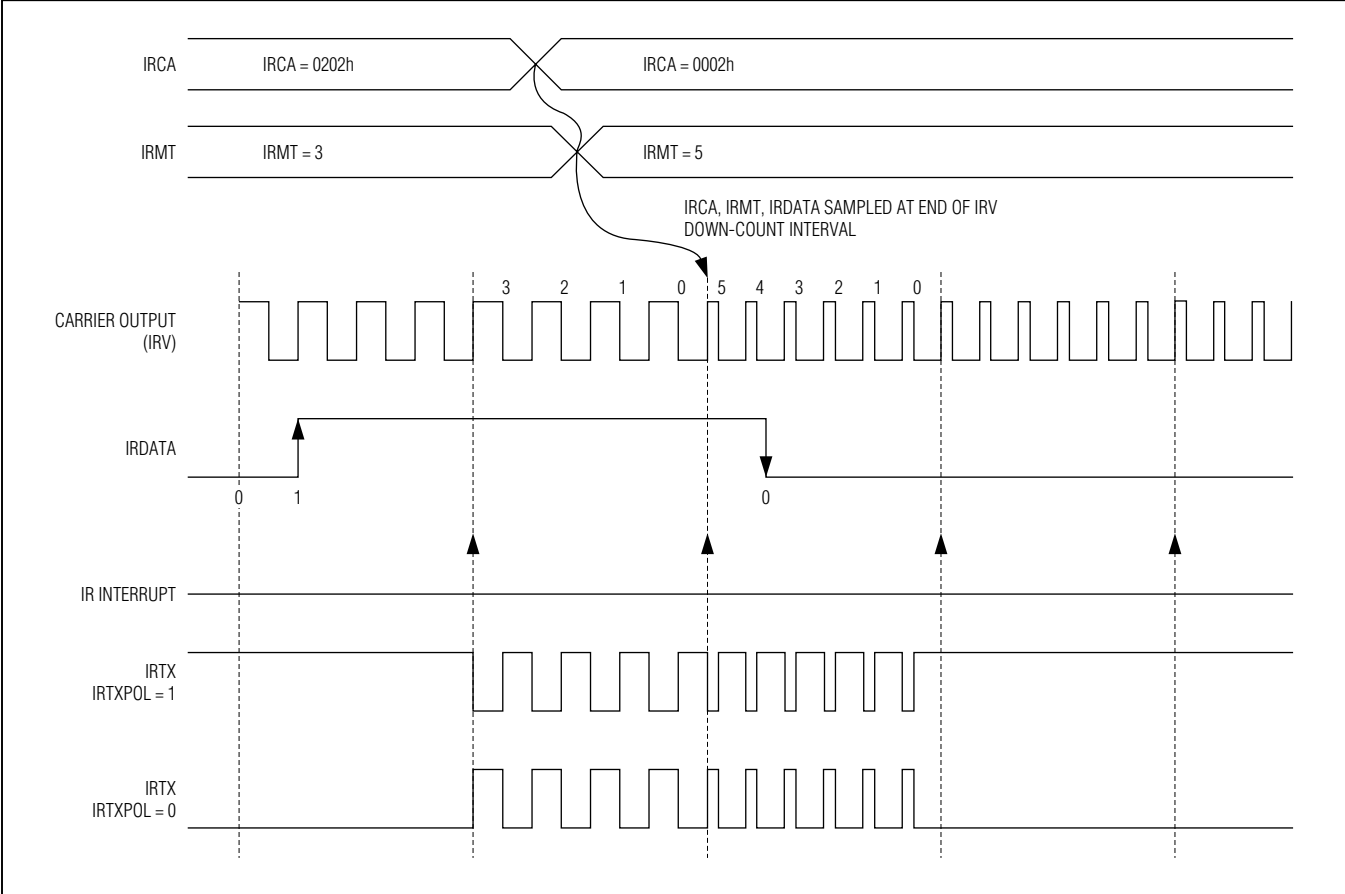 IRCA
IRCA = 0202h
IRCA = 0002h
IRMT
IRMT = 3
IRMT = 5
IRCA, IRMT, IRDATA SAMPLED AT END OF IRV
DOWN-COUNT INTERVAL
3 2 1 0 5 4 3 2 1 0
CARRIER OUTPUT
(IRV)
IRDATA
0 1 0
IR INTERRUPT
IRTX
IRTXPOL = 1
IRTX
IRTXPOL = 0